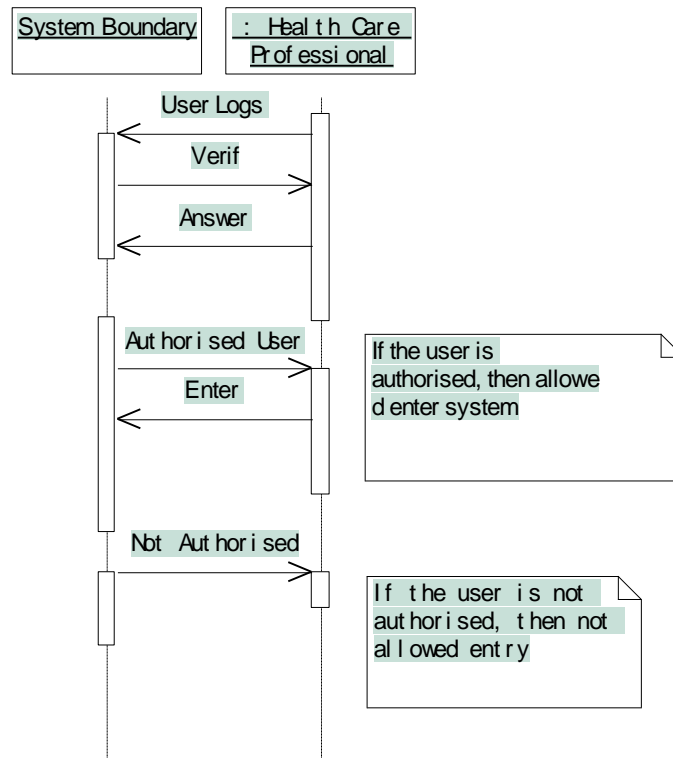 System Boundary
: Health Care
Professional
User Logs
Verif
Answer
Authorised User
If the user is
authorised, then allowe
d enter system
Enter
Not Authorised
If the user is not
authorised, then not
allowed entry